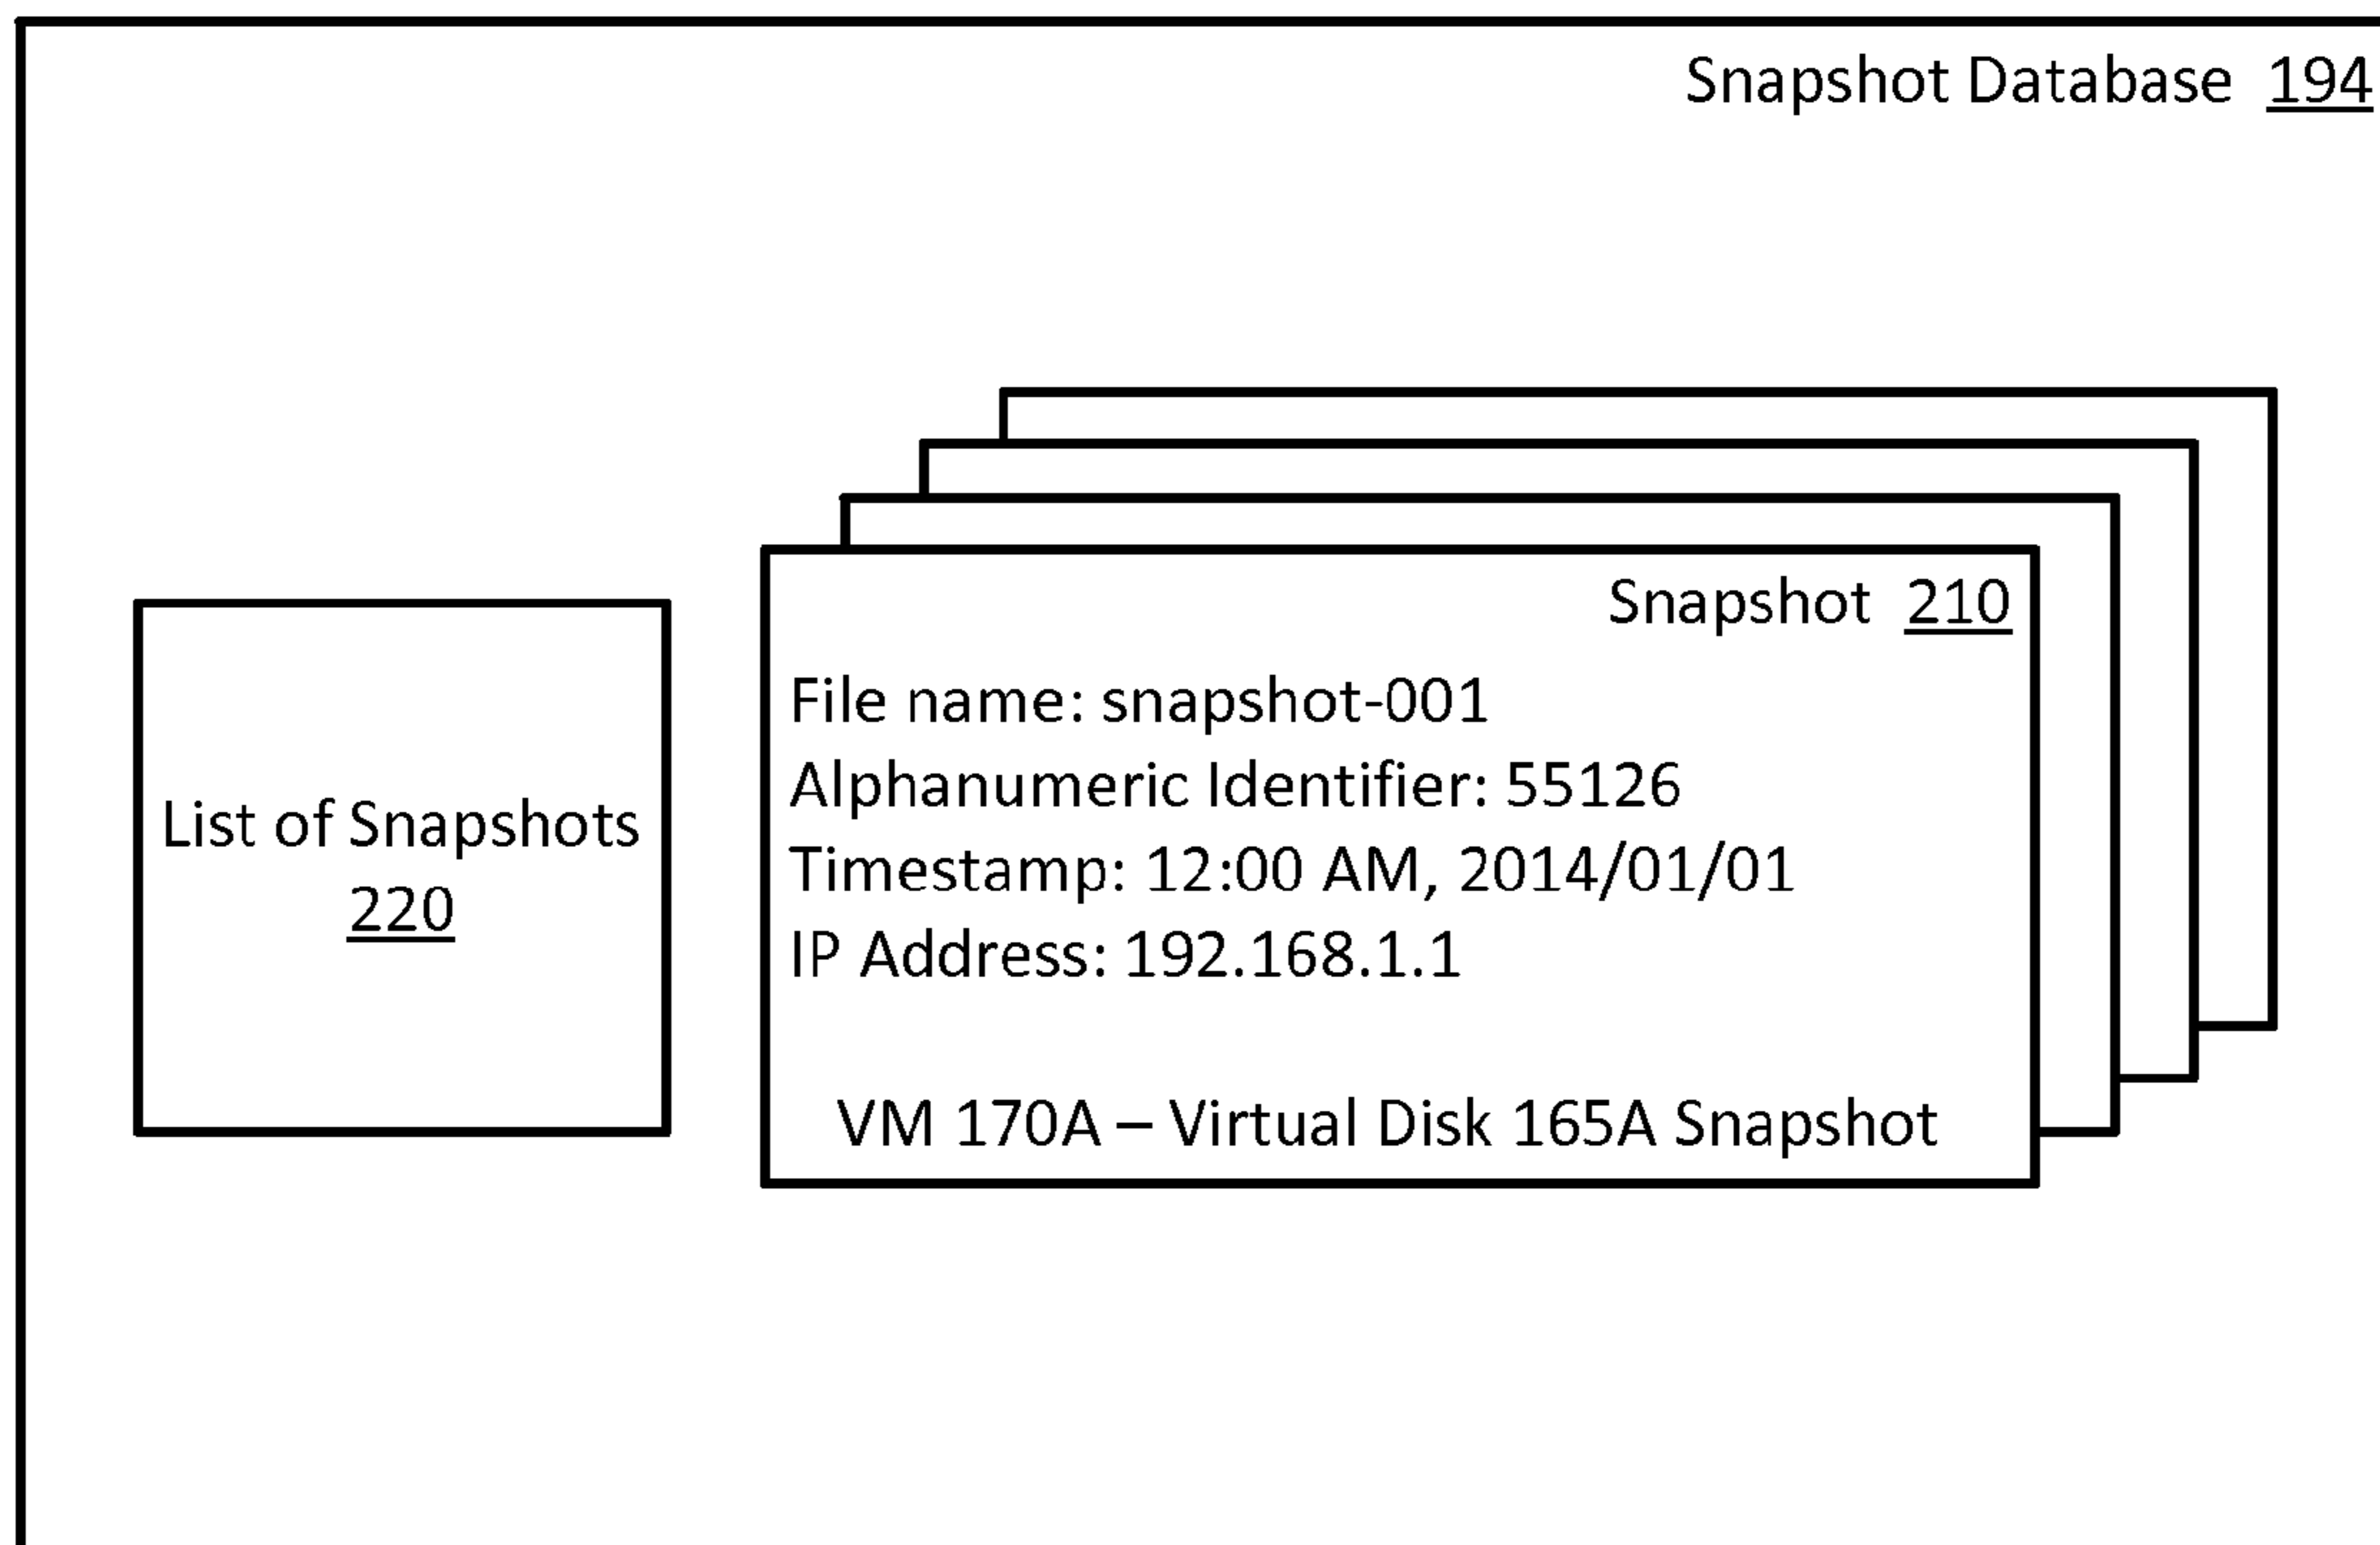 Snapshot Database 194
List of Snapshots
220
Snapshot 210
File name: snapshot-001
Alphanumeric Identifier: 55126
Timestamp: 12:00 AM, 2014/01/01
IP Address: 192.168.1.1
VM 170A – Virtual Disk 165A Snapshot